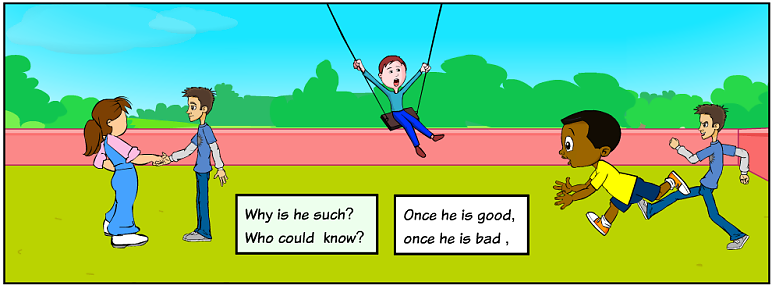 Why is he such?
Who could know?
Once he is good,
once he is bad ,